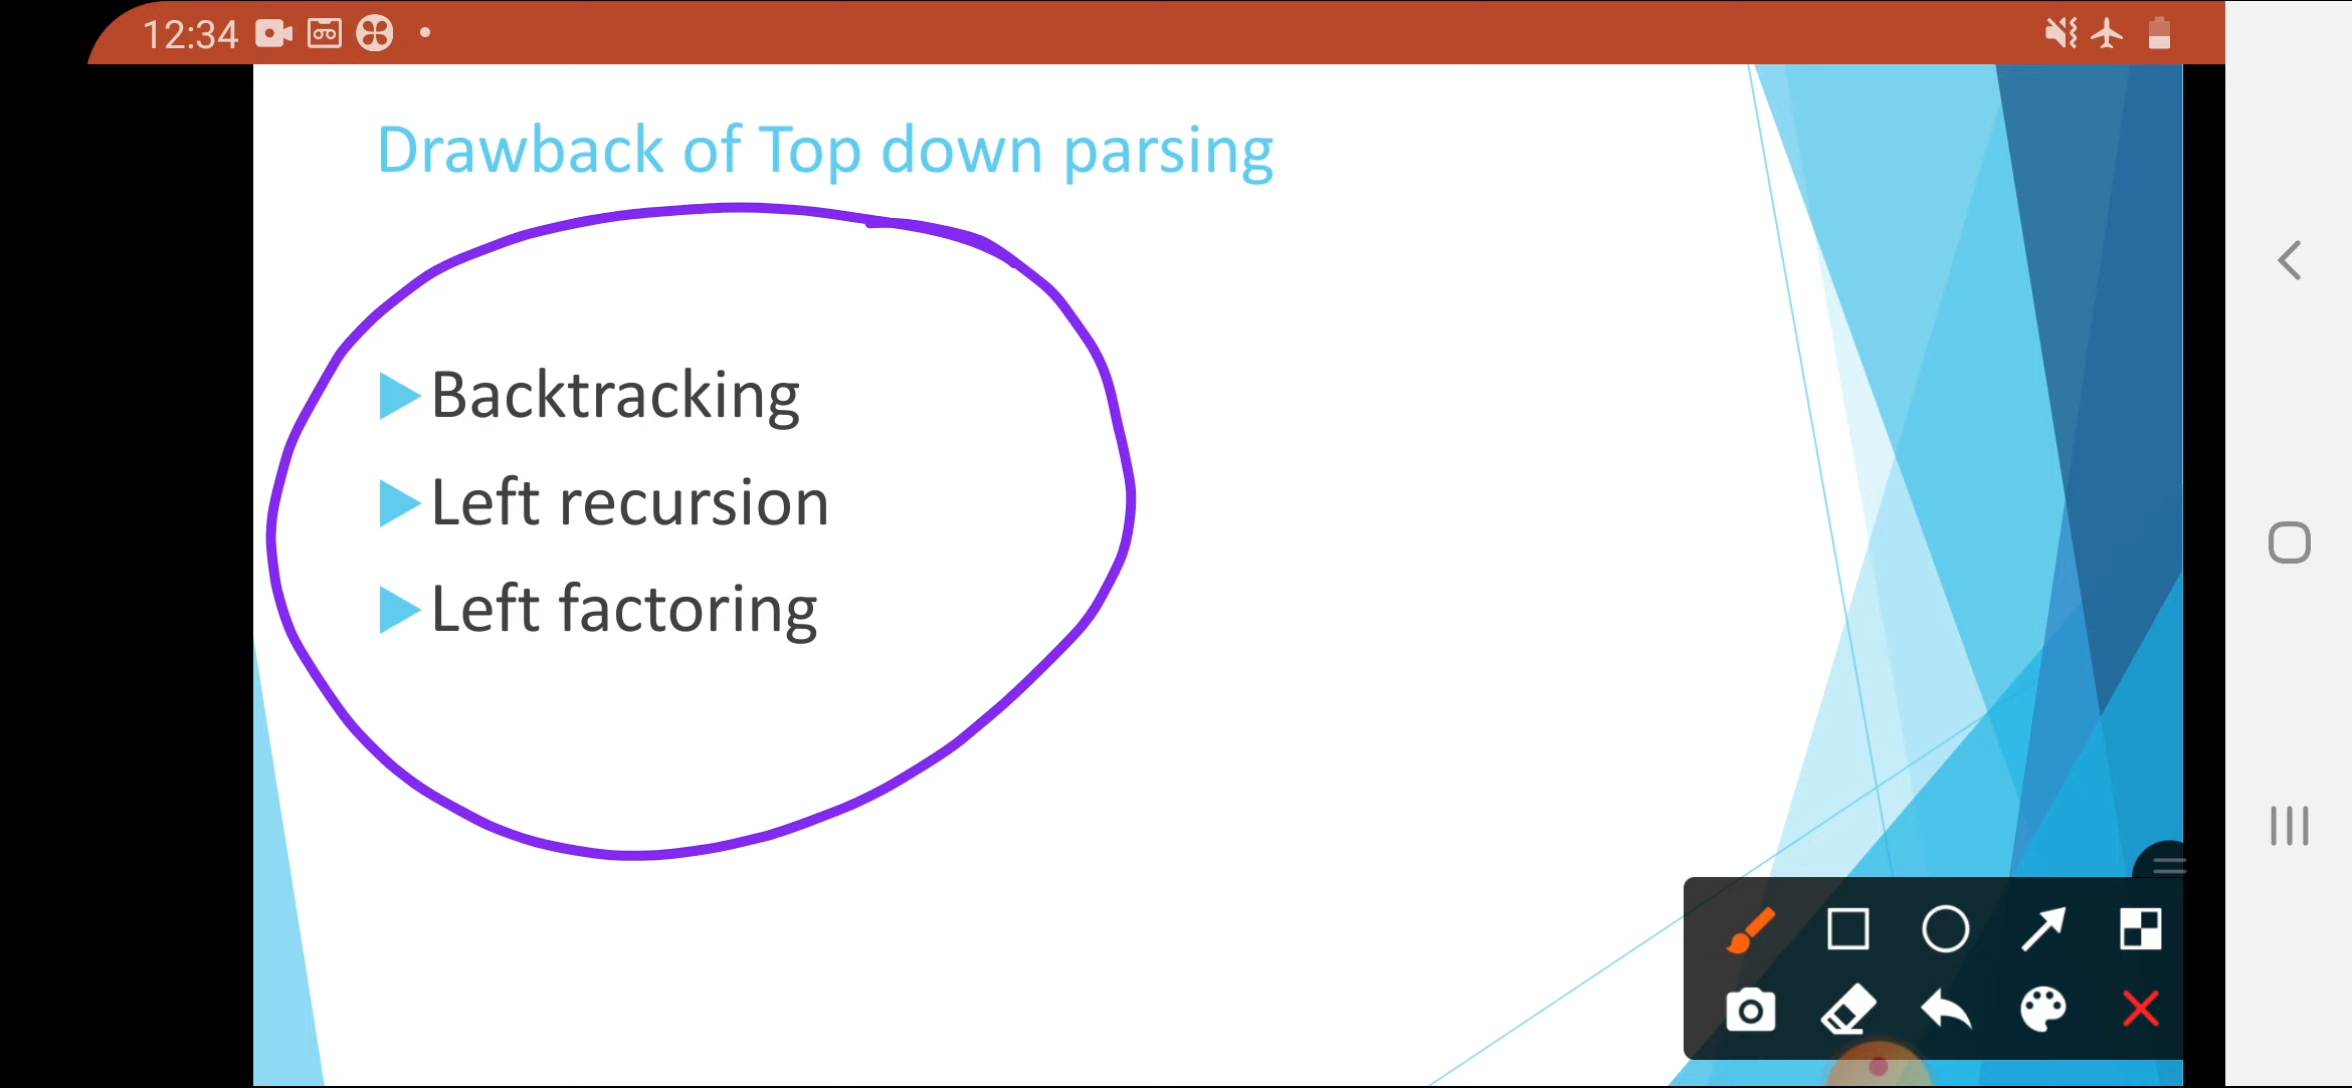 12:34
Drawback of Top down parsing
Backtracking
Left recursion
Left factoring